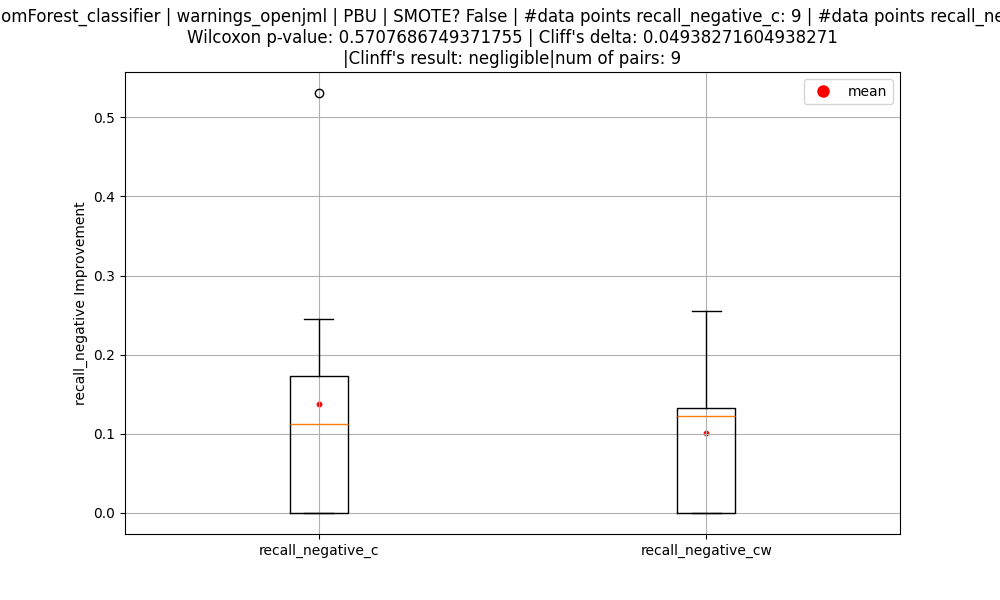 omForest_classifier | warnings_openjml | PBU | SMOTE? False | #data points recall_negative_c: 9 | #data points recall_ne
Wilcoxon p-value: 0.5707686749371755 | Cliff's delta: 0.04938271604938271
|Clinff's result: negligible|num of pairs: 9
mean
0.5
0.4
0.3
0.2
0.1
0.0
recall_negative Improvement
recall_negative_c
recall_negative_cw